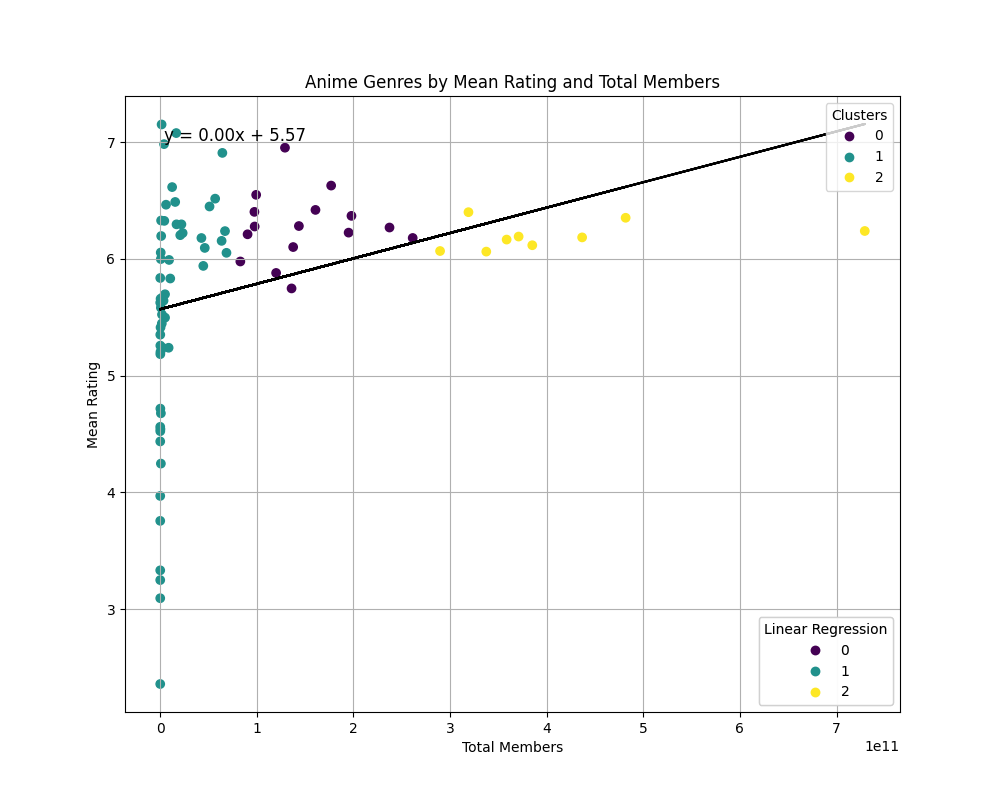 Anime Genres by Mean Rating and Total Members
y = 0.00x + 5.57
Clusters
0
1
2
7
6
5
4
3
Mean Rating
Linear Regression
0
1
2
0 1 2 3 4 5 6 7
1e11
Total Members